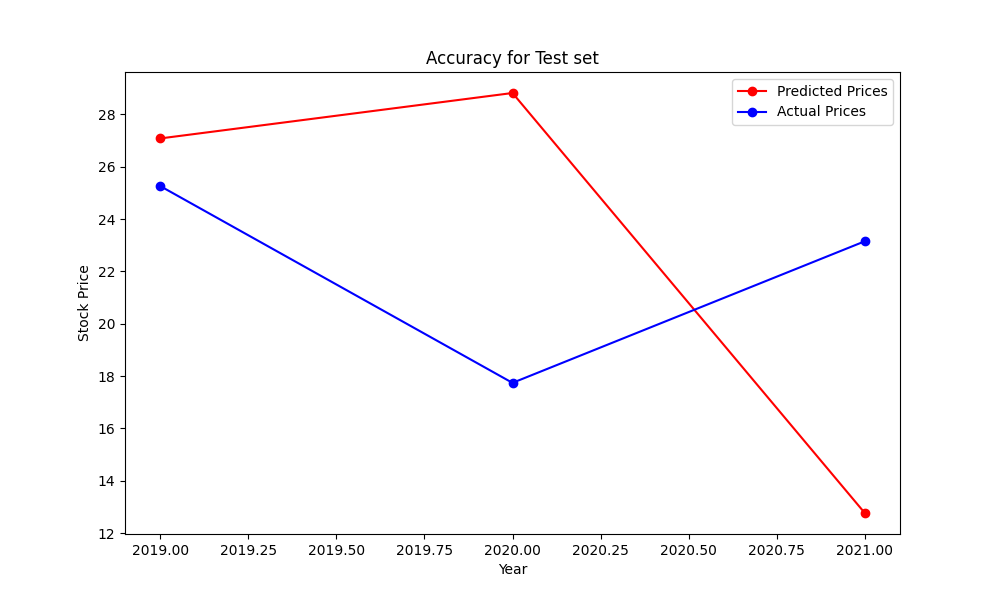 Accuracy for Test set
Predicted Prices
Actual Prices
Stock Price
28
26
24
22
20
18
16
14
12
2019.00 2019.25 2019.50 2019.75 2020.00 2020.25 2020.50 2020.75 2021.00
Year